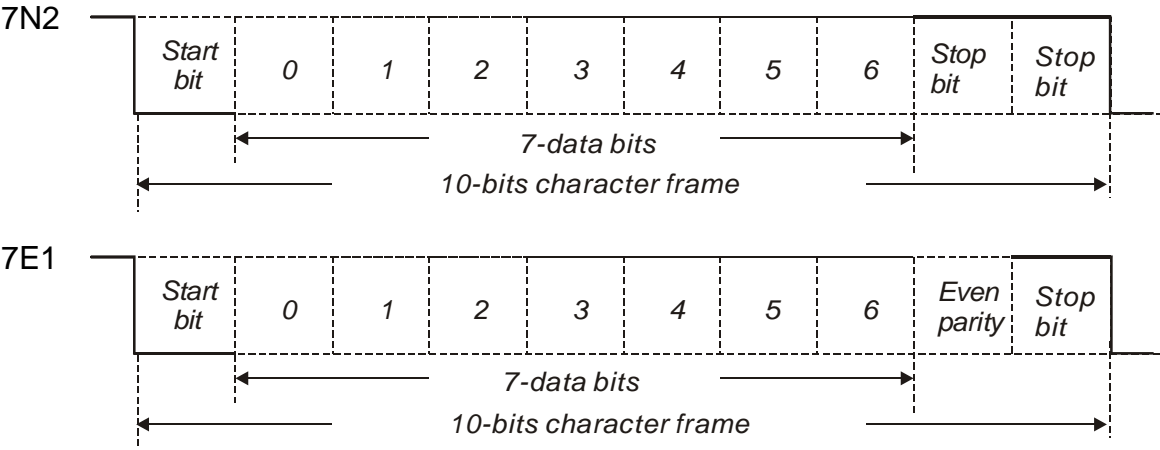 7N2
Start bit 0 1 2 3 4 5 6 Stop bit Stop bit
7-data bits
10-bits character frame
7E1
Start bit 0 1 2 3 4 5 6 Even parity Stop bit
7-data bits
10-bits character frame